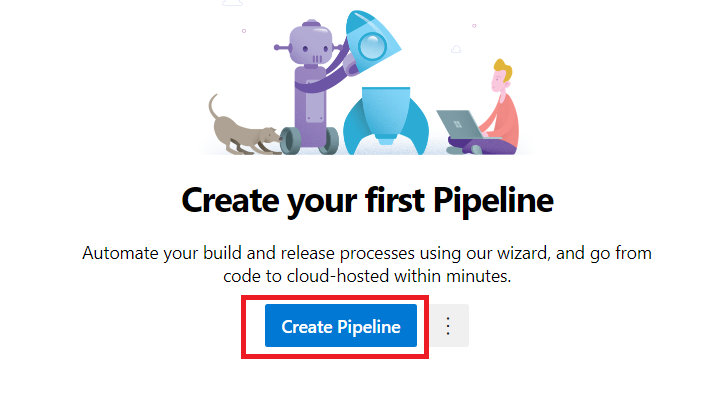 Create your first Pipeline
Automate your build and release processes using our wizard, and go from
code to cloud-hosted within minutes.
Create Pipeline